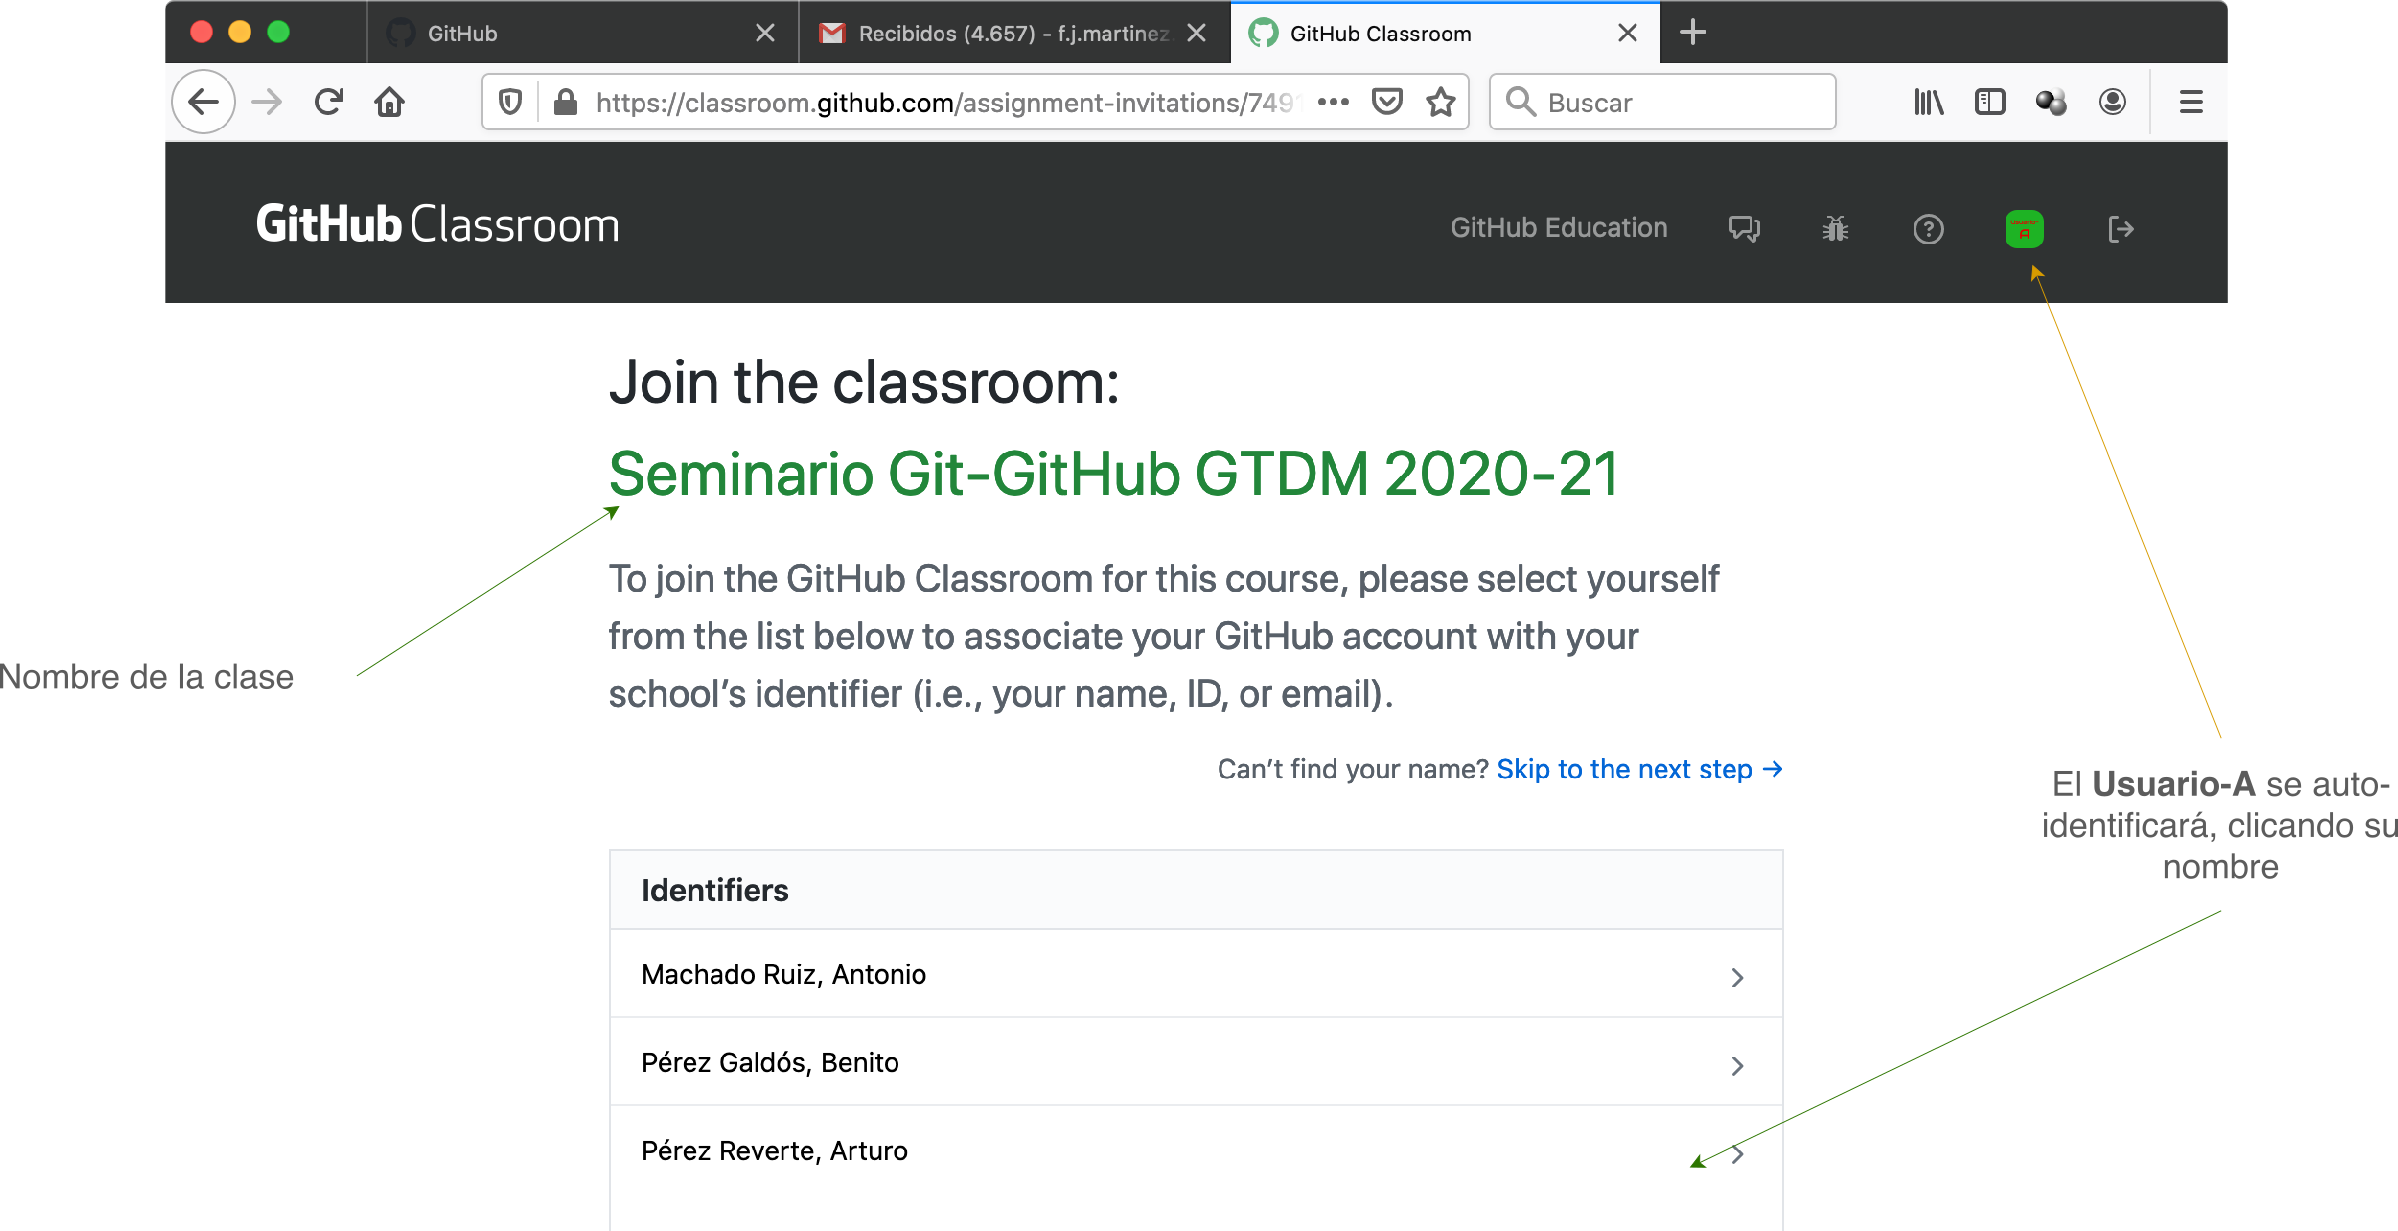 GitHub
Recibidos (4.657) - f.j.martinez
GitHub Classroom
https://classroom.github.com/assignment-invitations/749
Buscar
GitHub Classroom
GitHub Education
A
Join the classroom:
Seminario Git-GitHub GTDM 2020-21
To join the GitHub Classroom for this course, please select yourself
from the list below to associate your GitHub account with your
school's identifier (i.e., your name, ID, or email).
Nombre de la clase
Can't find your name? Skip to the next step →
El Usuario-A se auto-
identificará, clicando su
nombre
Identifiers
Machado Ruiz, Antonio
Pérez Galdós, Benito
Pérez Reverte, Arturo